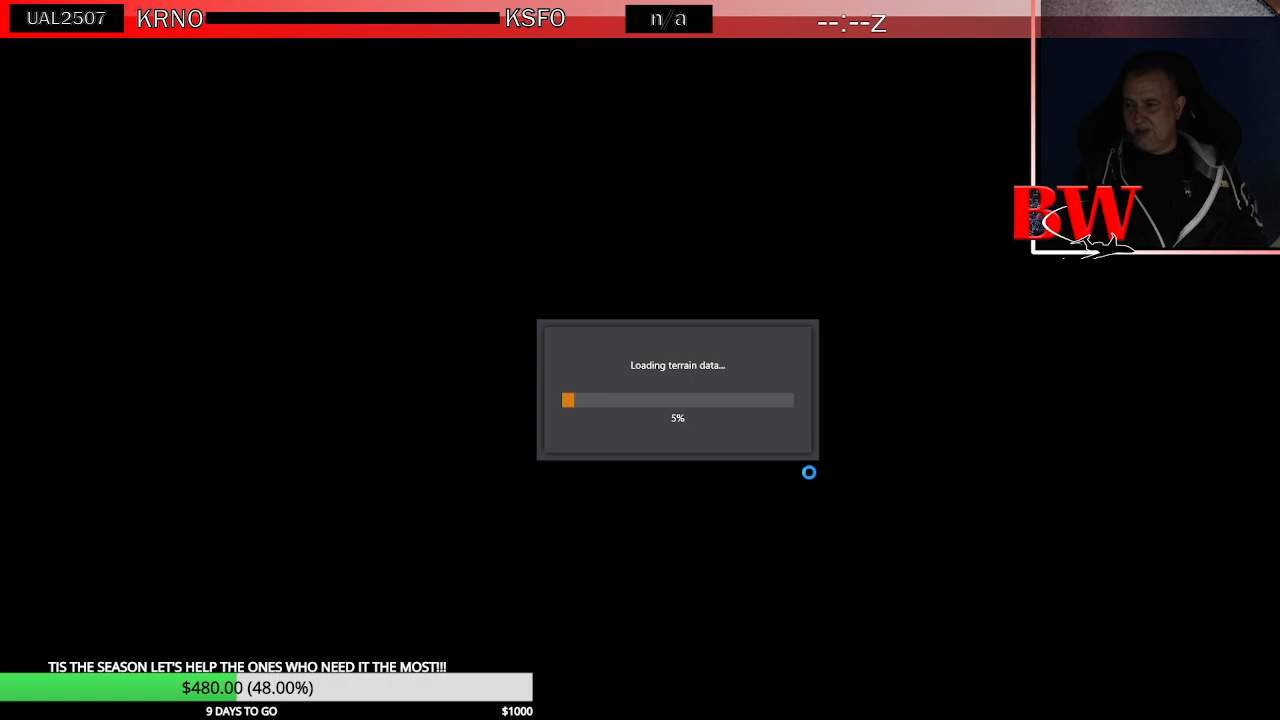 UAL2507 KRNO KSFO n/a --:--Z
BW
Loading terrain data...
5%
TIS THE SEASON LET'S HELP THE ONES WHO NEED IT THE MOST!!!
$480.00 (48.00%)
9 DAYS TO GO $1000